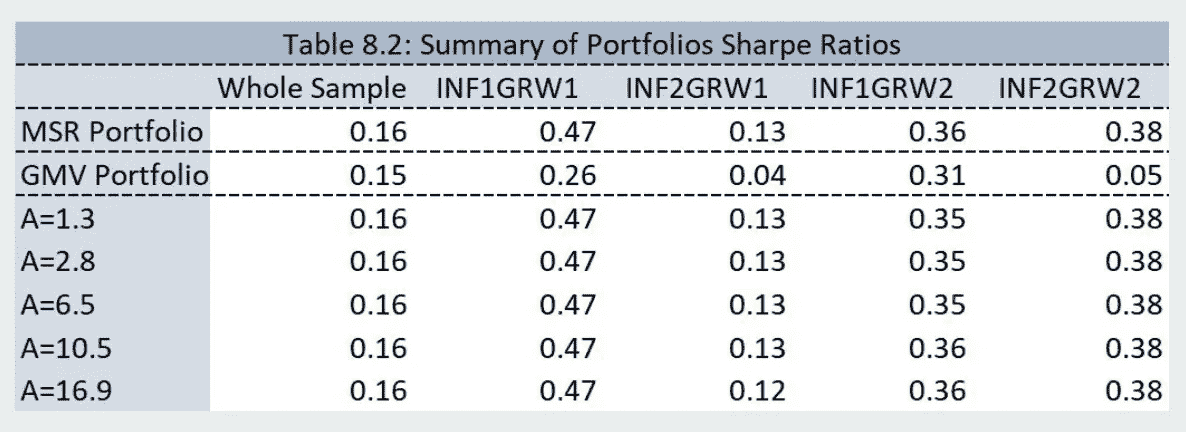 Table 8.2: Summary of Portfolios Sharpe Ratios
Whole Sample INF1GRW1 INF2GRW1 INF1GRW2 INF2GRW2
MSR Portfolio 0.16 0.47 0.13 0.36 0.38
GMV Portfolio 0.15 0.26 0.04 0.31 0.05
A=1.3 0.16 0.47 0.13 0.35 0.38
A=2.8 0.16 0.47 0.13 0.35 0.38
A=6.5 0.16 0.47 0.13 0.35 0.38
A=10.5 0.16 0.47 0.13 0.36 0.38
A=16.9 0.16 0.47 0.12 0.36 0.38